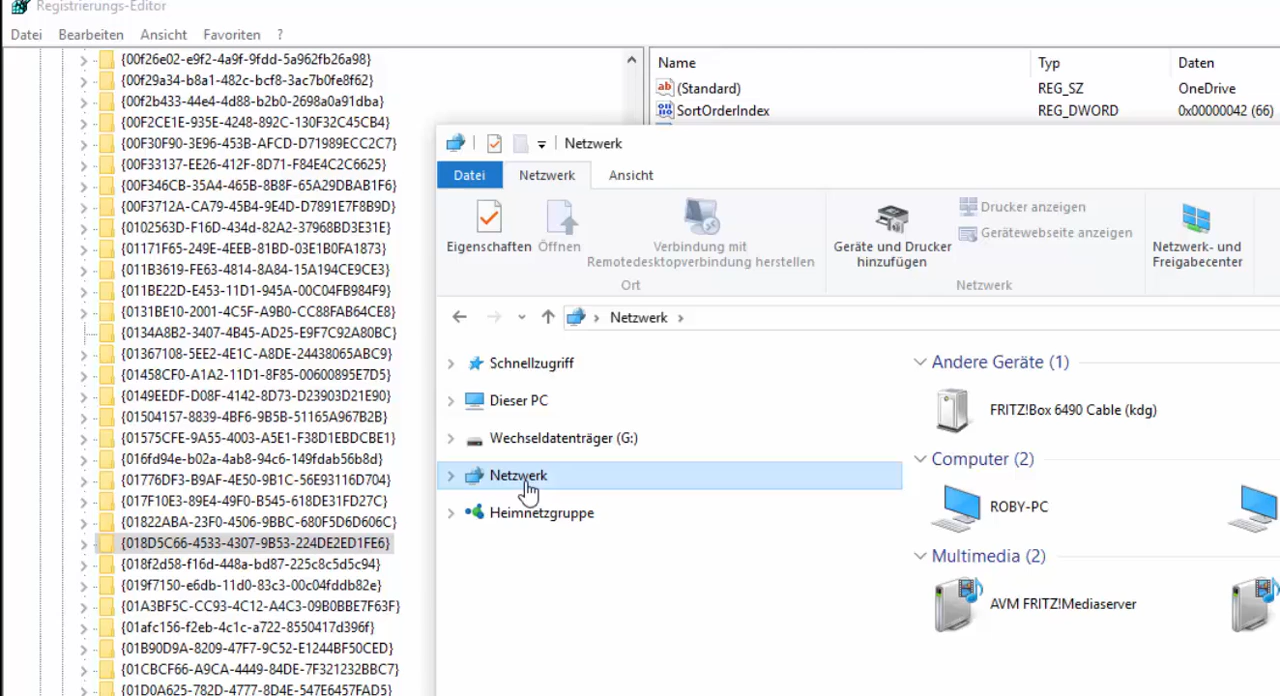 Registrierungs-Editor
Datei Bearbeiten Ansicht Favoriten ?
{00f26e02-e9f2-4a9f-9fdd-5a962fb26a98}
{00f29a34-b8a1-482c-bcf8-3ac7b0fe8f62}
{00f2b433-44e4-4d88-b2b0-2698a0a91dba}
{00F2CE1E-935E-4248-892C-130F32C45CB4}
{00F30F90-3E96-453B-AFCD-D71989ECC2C7}
{00F33137-EE26-412F-8D71-F84E4C2C6625}
{00F346CB-35A4-465B-8B8F-65A29DBAB1F6}
{00F3712A-CA79-45B4-9E4D-D7891E7F8B9D}
{0102563D-F16D-434d-82A2-37968BD3E31E}
{01171F65-249E-4EEB-81BD-03E1B0FA1873}
{011B3619-FE63-4814-8A84-15A194CE9CE3}
{011BE22D-E453-11D1-945A-00C04FB984F9}
{0131BE10-2001-4C5F-A9B0-CC88FAB64CE8}
{0134A8B2-3407-4B45-AD25-E9F7C92A80BC}
{01367108-5EE2-4E1C-A8DE-24438065ABC9}
{01458CF0-A1A2-11D1-8F85-00600895E7D5}
{0149EEDF-D08F-4142-8D73-D23903D21E90}
{01504157-8839-4BF6-9B5B-51165A967B2B}
{01575CFE-9A55-4003-A5E1-F38D1EBDCBE1}
{016fd94e-b02a-4ab8-94c6-149fdab56b8d}
{01776DF3-B9AF-4E50-9B1C-56E93116D704}
{017F10E3-89E4-49F0-B545-618DE31FD27C}
{01822ABA-23F0-4506-9BBC-680F5D6D606C}
{018D5C66-4533-4307-9B53-224DE2ED1FE6}
{018f2d58-f16d-448a-bd87-225c8c5d5c94}
{019f7150-e6db-11d0-83c3-00c04fddb82e}
{01A3BF5C-CC93-4C12-A4C3-09B0BBE7F63F}
{01afc156-f2eb-4c1c-a722-8550417d396f}
{01B90D9A-8209-47F7-9C52-E1244BF50CED}
{01CBCF66-A9CA-4449-84DE-7F321232BBC7}
{01D0A625-782D-4777-8D4E-547E6457FAD5}
Name Typ Daten
(Standard) REG_SZ OneDrive
SortOrderIndex REG_DWORD 0x00000042 (66)
Netzwerk
Datei Netzwerk Ansicht
Eigenschaften Öffnen
Verbindung mit
Remotedesktopverbindung herstellen
Ort
Geräte und Drucker
hinzufügen
Drucker anzeigen
Gerätewebseite anzeigen
Netzwerk
Netzwerk- und
Freigabecenter
Netzwerk
Schnellzugriff
Dieser PC
Wechseldatenträger (G:)
Netzwerk
Heimnetzgruppe
Andere Geräte (1)
FRITZ!Box 6490 Cable (kdg)
Computer (2)
ROBY-PC
Multimedia (2)
AVM FRITZ!Mediaserver